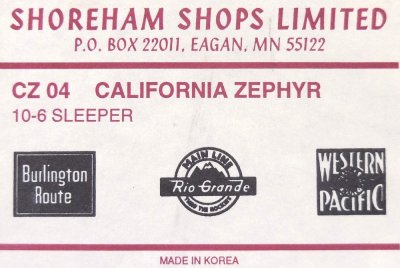 SHOREHAM SHOPS LIMITED
P.O. BOX 22011, EAGAN, MN 55122
CZ 04 CALIFORNIA ZEPHYR
10-6 SLEEPER
Burlington
Route
MAIN LINE
Rio Grande
THRU THE ROCKIES
WESTERN
PACIFIC
MADE IN KOREA